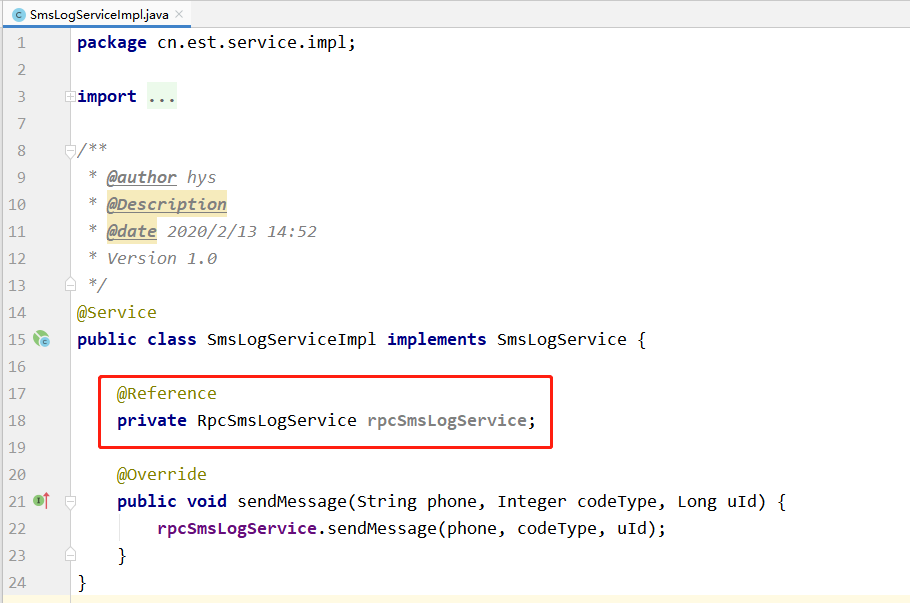 SmsLogServiceImpl.java
1 package cn.est.service.impl;
2
3 import ...
7
8 /**
9 * @author hys
10 * @Description
11 * @date 2020/2/13 14:52
12 * Version 1.0
13 */
14 @Service
15 public class SmsLogServiceImpl implements SmsLogService {
16
17 @Reference
18 private RpcSmsLogService rpcSmsLogService;
19
20 @Override
21 public void sendMessage(String phone, Integer codeType, Long uId) {
22 rpcSmsLogService.sendMessage(phone, codeType, uId);
23 }
24 }